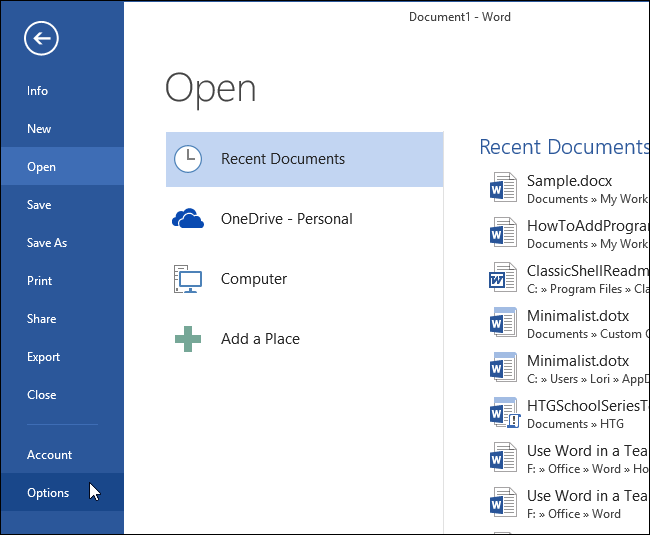 Document1 - Word
Info
New
Open
Save
Save As
Print
Share
Export
Close
Account
Options
Open
Recent Documents
OneDrive - Personal
Computer
Add a Place
Recent Documents
Sample.docx
Documents » My Work
HowToAddProgra
Documents » My Work
ClassicShellReadm
C: » Program Files » Cla
Minimalist.dotx
Documents » Custom
Minimalist.dotx
C: » Users » Lori » AppD
HTGSchoolSeriesTe
Documents » HTG
Use Word in a Tea
F: » Office » Word » Ho
Use Word in a Tea
F: » Office » Word